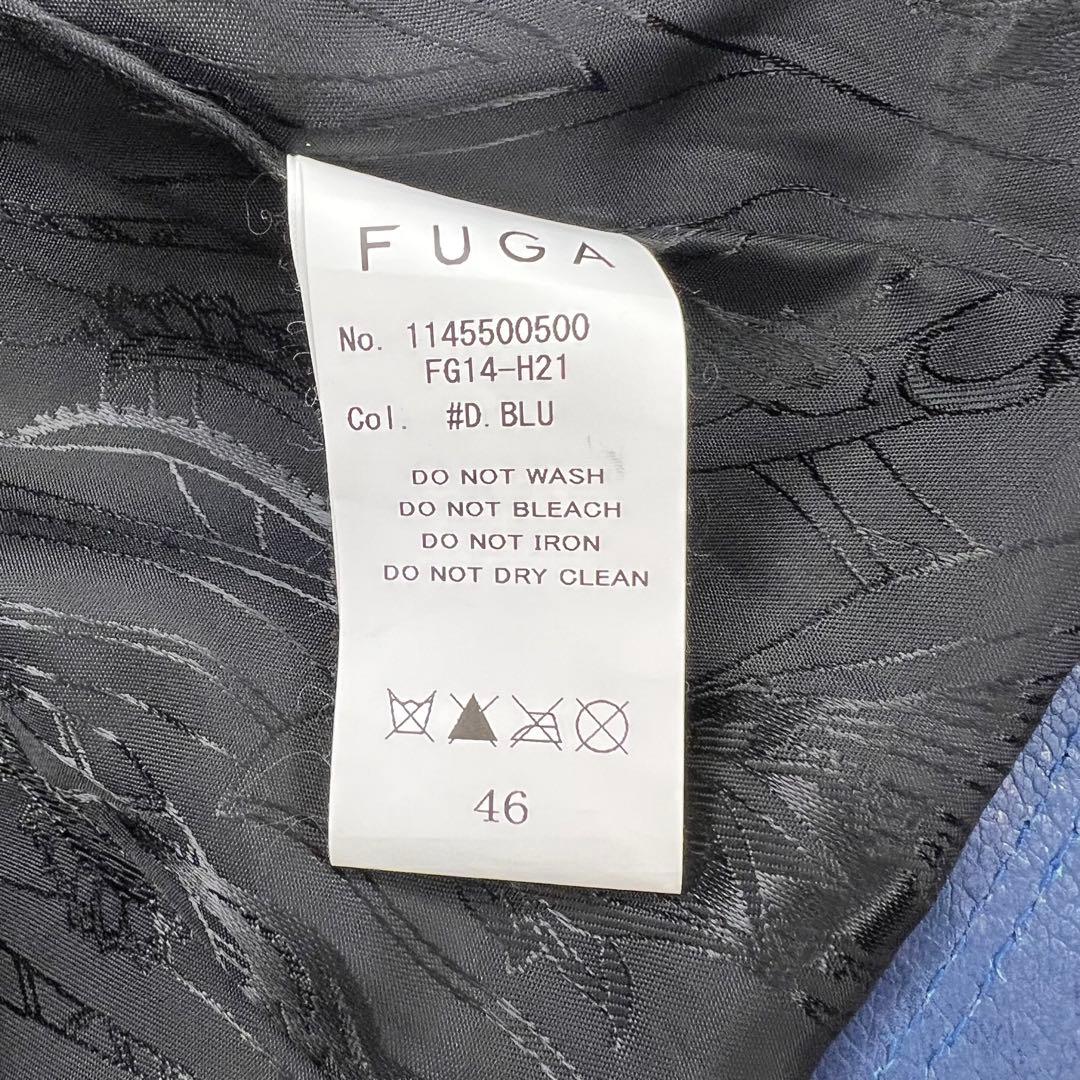 FUGA
No. 1145500500
FG14-H21
Col. #D.BLU
DO NOT WASH
DO NOT BLEACH
DO NOT IRON
DO NOT DRY CLEAN
46